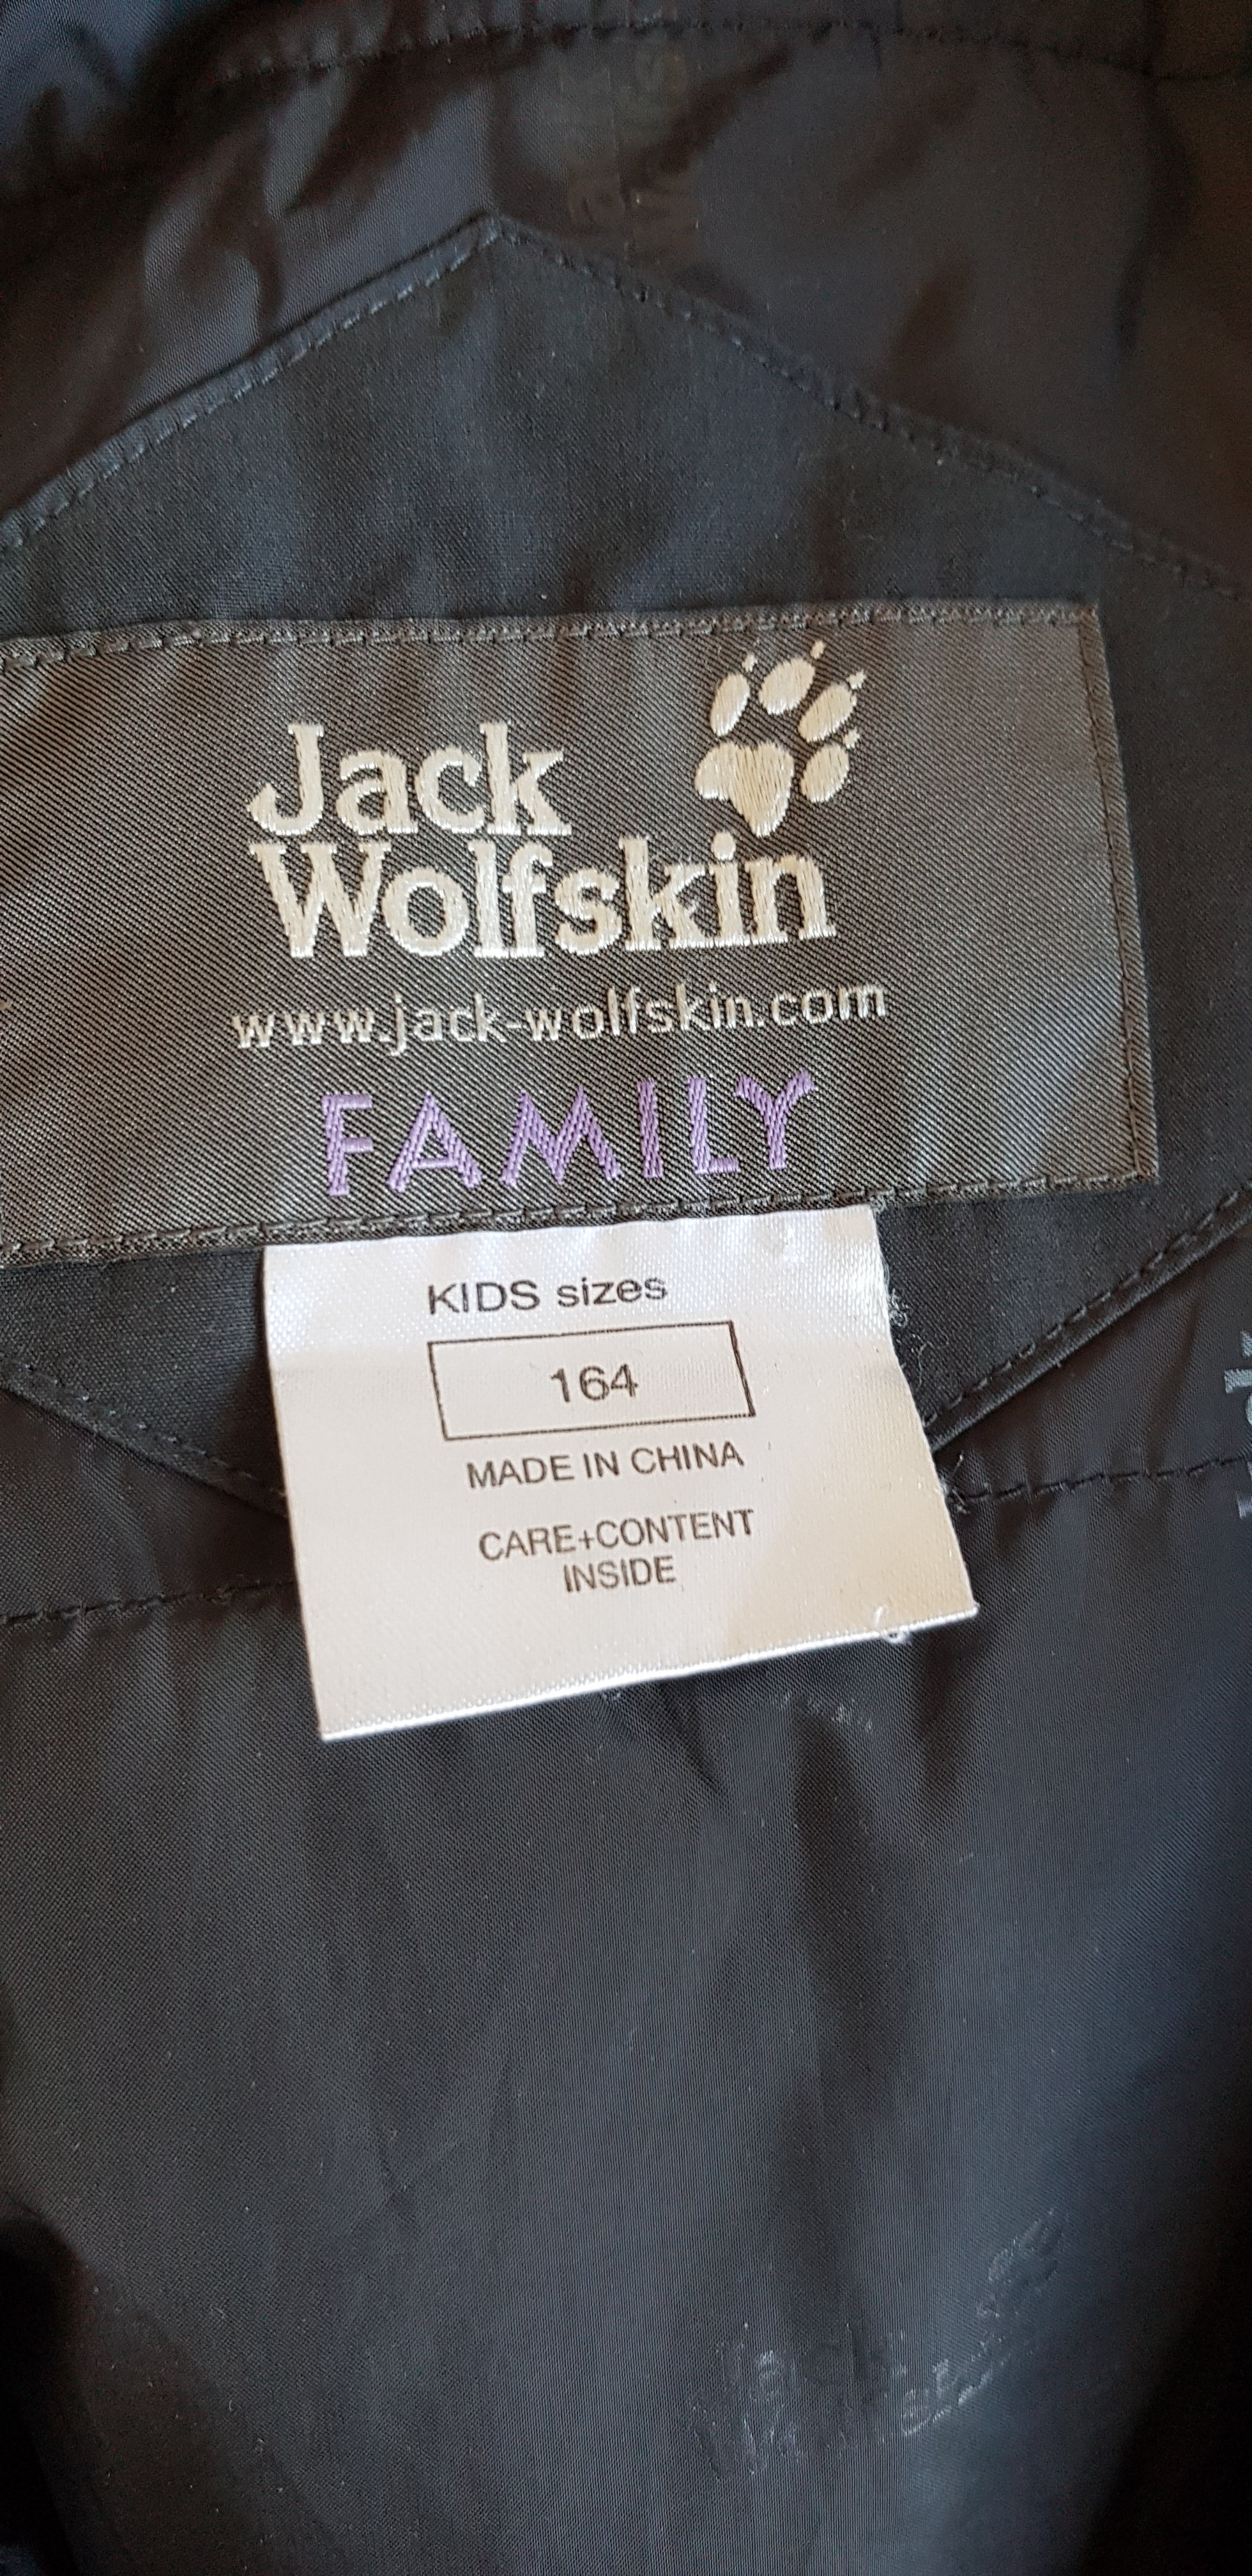 Jack
Wolfskin
www.jack-wolfskin.com
FAMILY
KIDS sizes
164
MADE IN CHINA
CARE+CONTENT
INSIDE